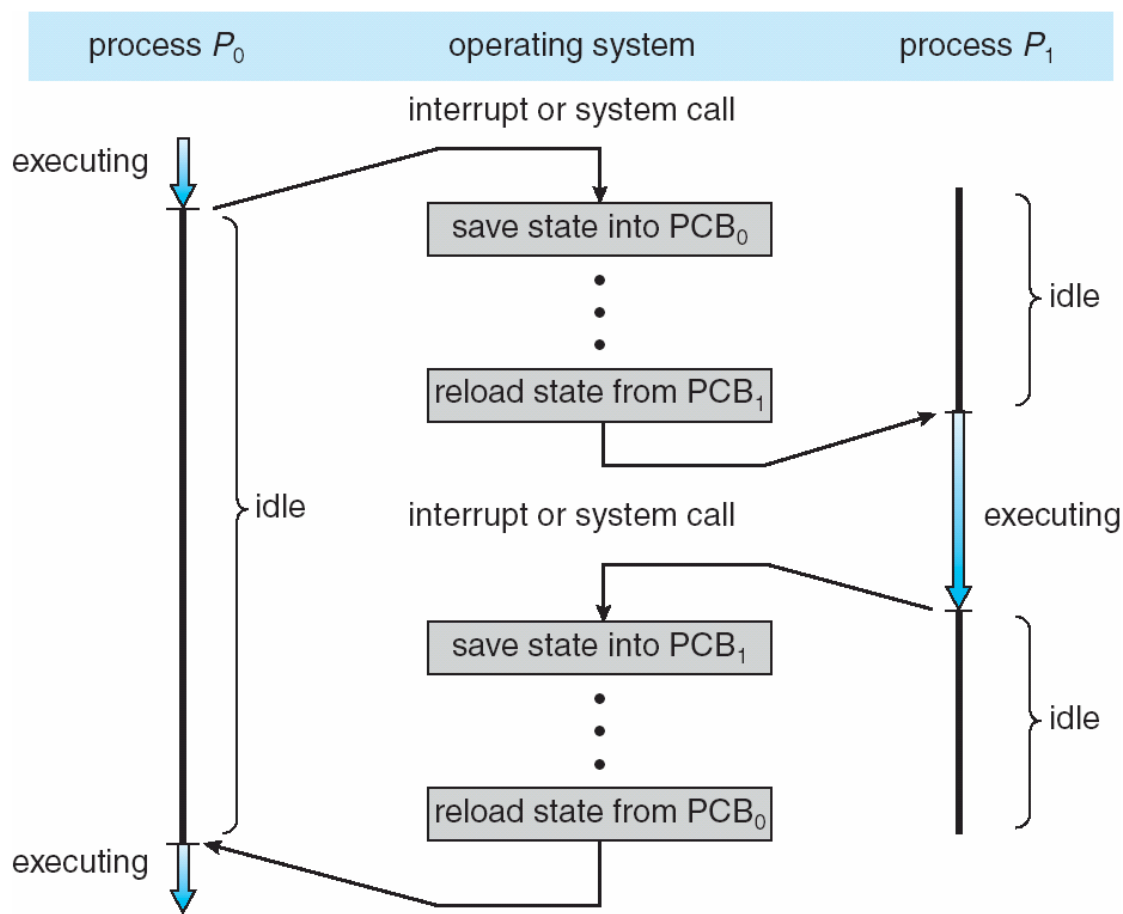 process P₀ operating system process P₁
interrupt or system call
executing
save state into PCB₀
idle
reload state from PCB₁
idle
interrupt or system call
executing
save state into PCB₁
idle
reload state from PCB₀
executing